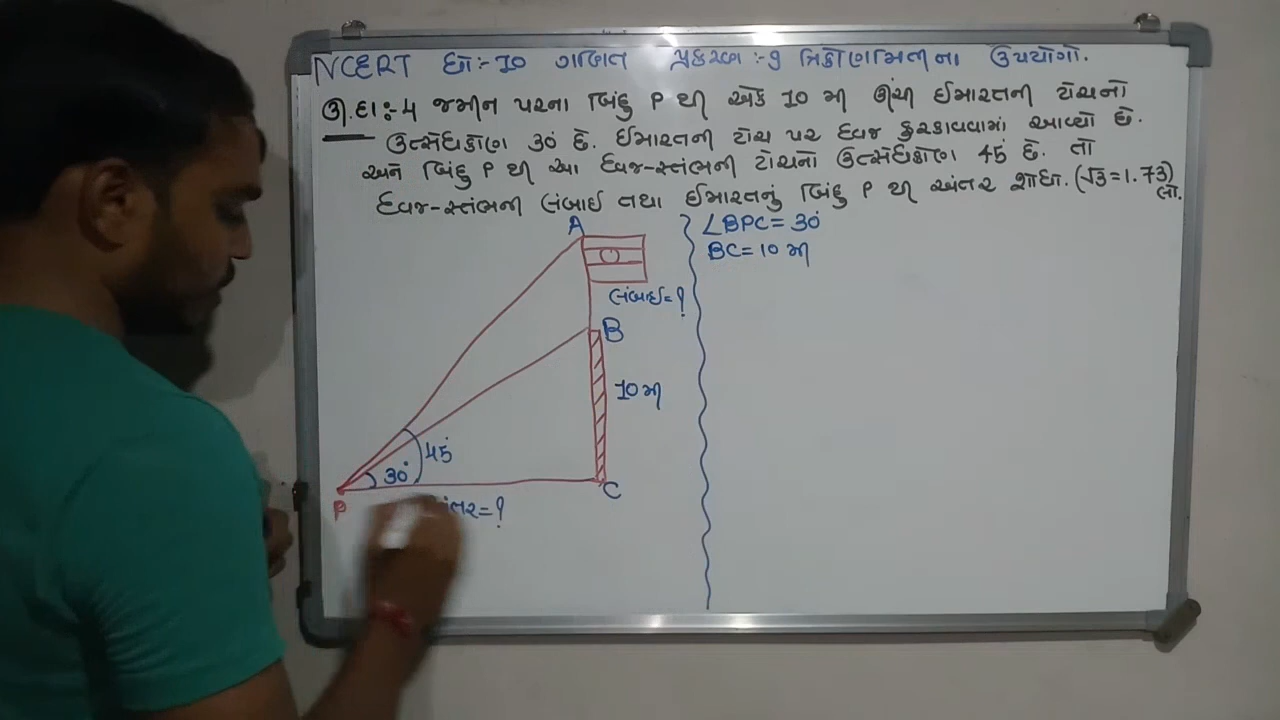 NCERT ધો:-10 ગણિત પ્રકરણ :-9 ત્રિકોણમિતીના ઉપયોગો.
ઉ.દા:-4 જમીન પરના બિંદુ P થી એક 10 મી ઊંચી ઈમારતની ટોચનો
ઉત્સેધકોણ 30° છે. ઈમારતની ટોચ પર ધ્વજ ફરકાવવામાં આવ્યો છે.
અને બિંદુ P થી આ ધ્વજ-સ્તંભની ટોચનો ઉત્સેધકોણ 45° છે. તો
ધ્વજ-સ્તંભની લંબાઈ તથા ઈમારતનું બિંદુ P થી અંતર શોધો. (√3=1.73) લો.
A
∠BPC = 30°
BC = 10 મી
લંબાઈ=?
B
10મી
45°
30°
P
C
=?